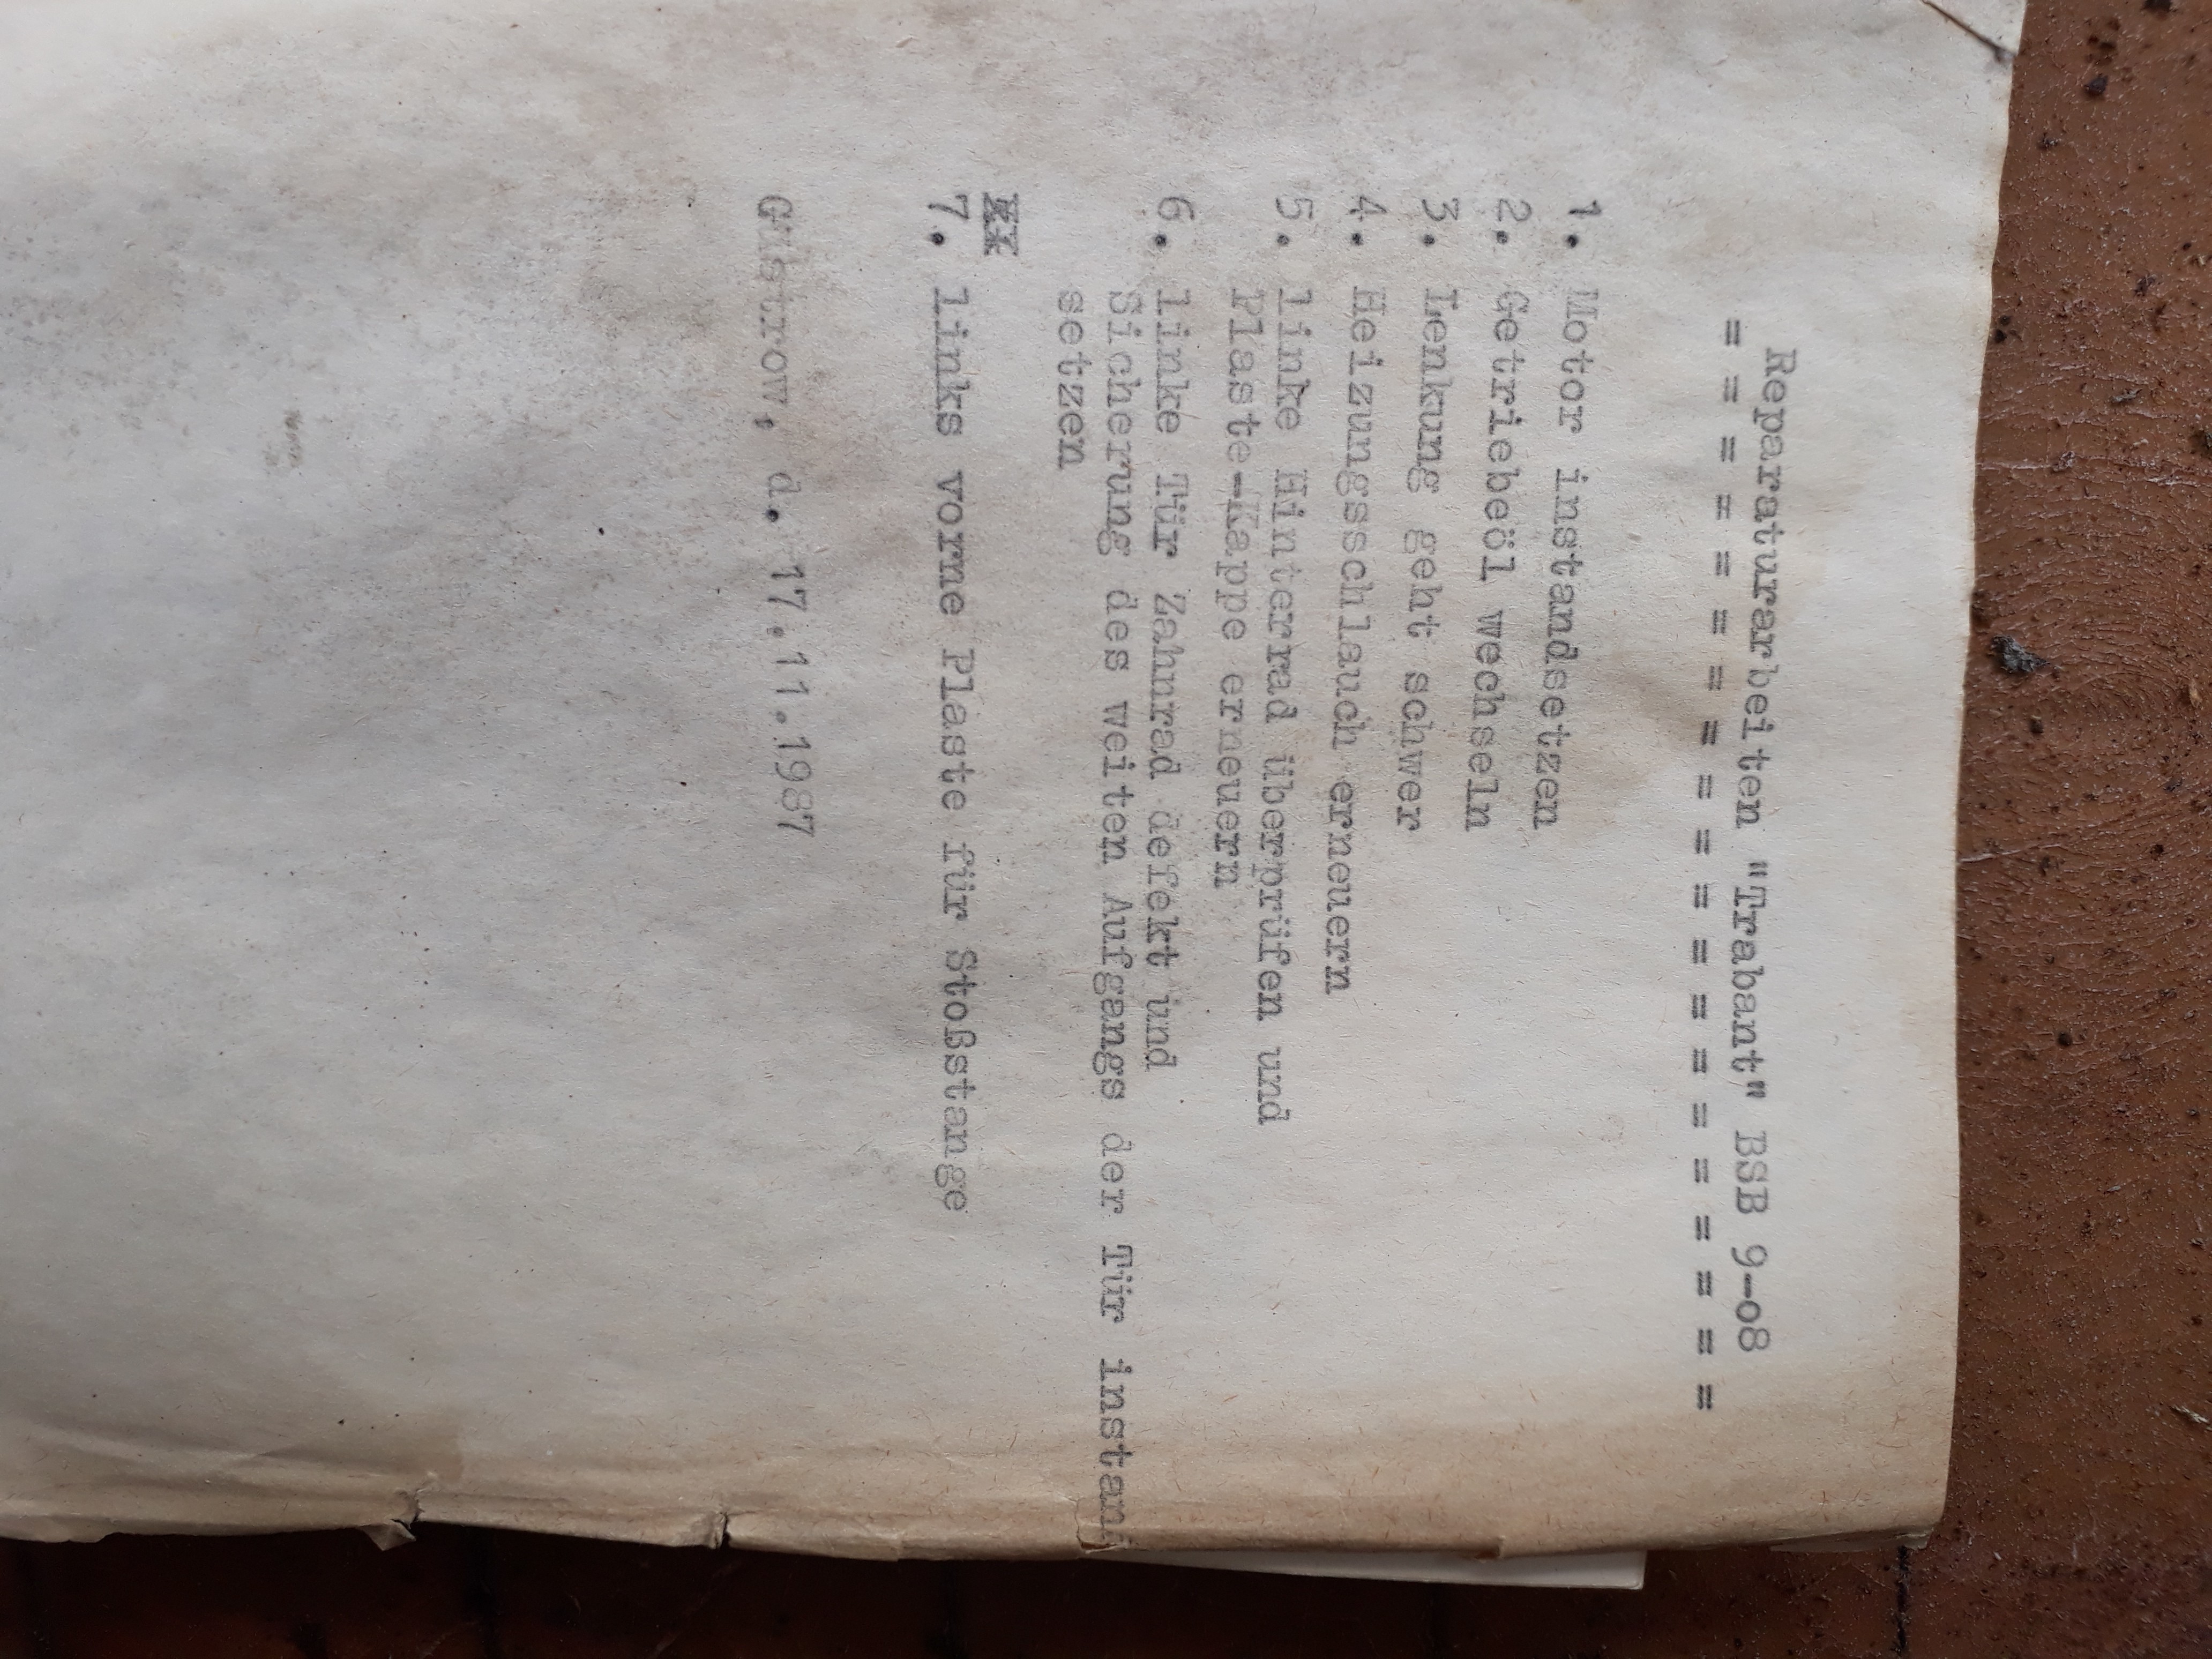 Reparaturarbeiten "Trabant" BSB 9-08
= = = = = = = = = = = = = = = = = = = =
1. Motor instandsetzen
2. Getriebeöl wechseln
3. Lenkung geht schwer
4. Heizungsschlauch erneuern
5. linke Hinterrad überprüfen und
Plaste-Kappe erneuern
6. linke Tür Zahnrad defekt und
Sicherung des weiten Aufgangs der Tür instand
setzen
xx
7. links vorne Plaste für Stoßstange
Güstrow, d. 17.11.1987